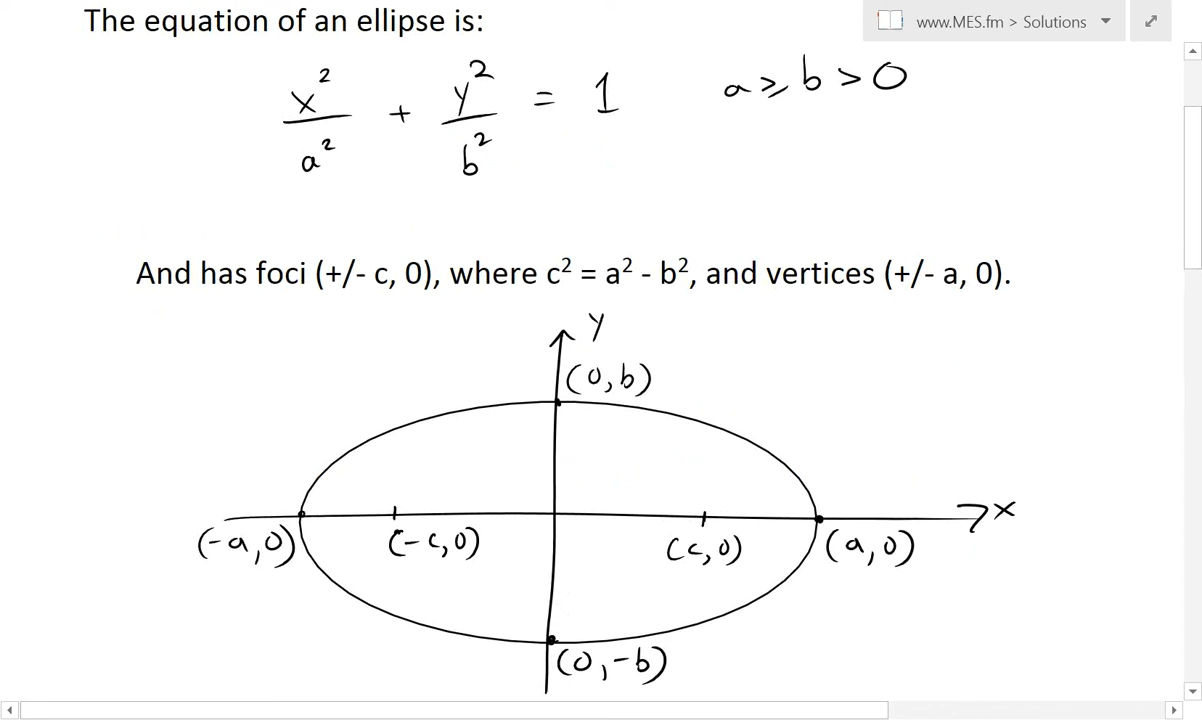 The equation of an ellipse is:
www.MES.fm > Solutions
x²/a² + y²/b² = 1
a ⩾ b > 0
And has foci (+/- c, 0), where c² = a² - b², and vertices (+/- a, 0).
y
(0, b)
x
(-a, 0)
(-c, 0)
(c, 0)
(a, 0)
(0, -b)